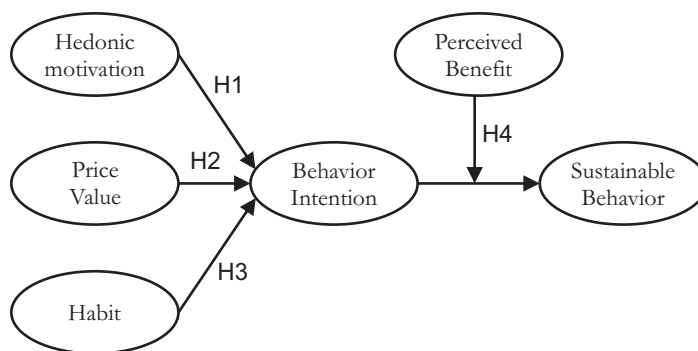 Hedonic
motivation
H1
Price
Value
H2
Habit
H3
Behavior
Intention
Perceived
Benefit
H4
Sustainable
Behavior